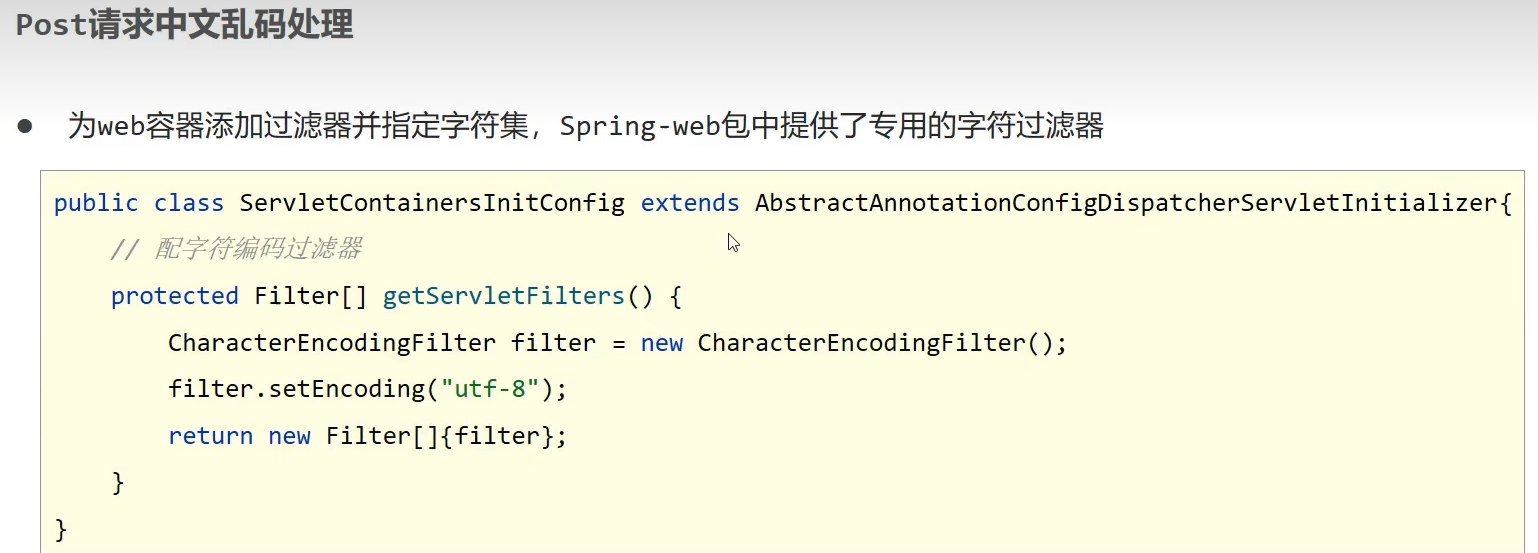 Post请求中文乱码处理
● 为web容器添加过滤器并指定字符集，Spring-web包中提供了专用的字符过滤器
public class ServletContainersInitConfig extends AbstractAnnotationConfigDispatcherServletInitializer{
// 配字符编码过滤器
protected Filter[] getServletFilters() {
CharacterEncodingFilter filter = new CharacterEncodingFilter();
filter.setEncoding("utf-8");
return new Filter[]{filter};
}
}